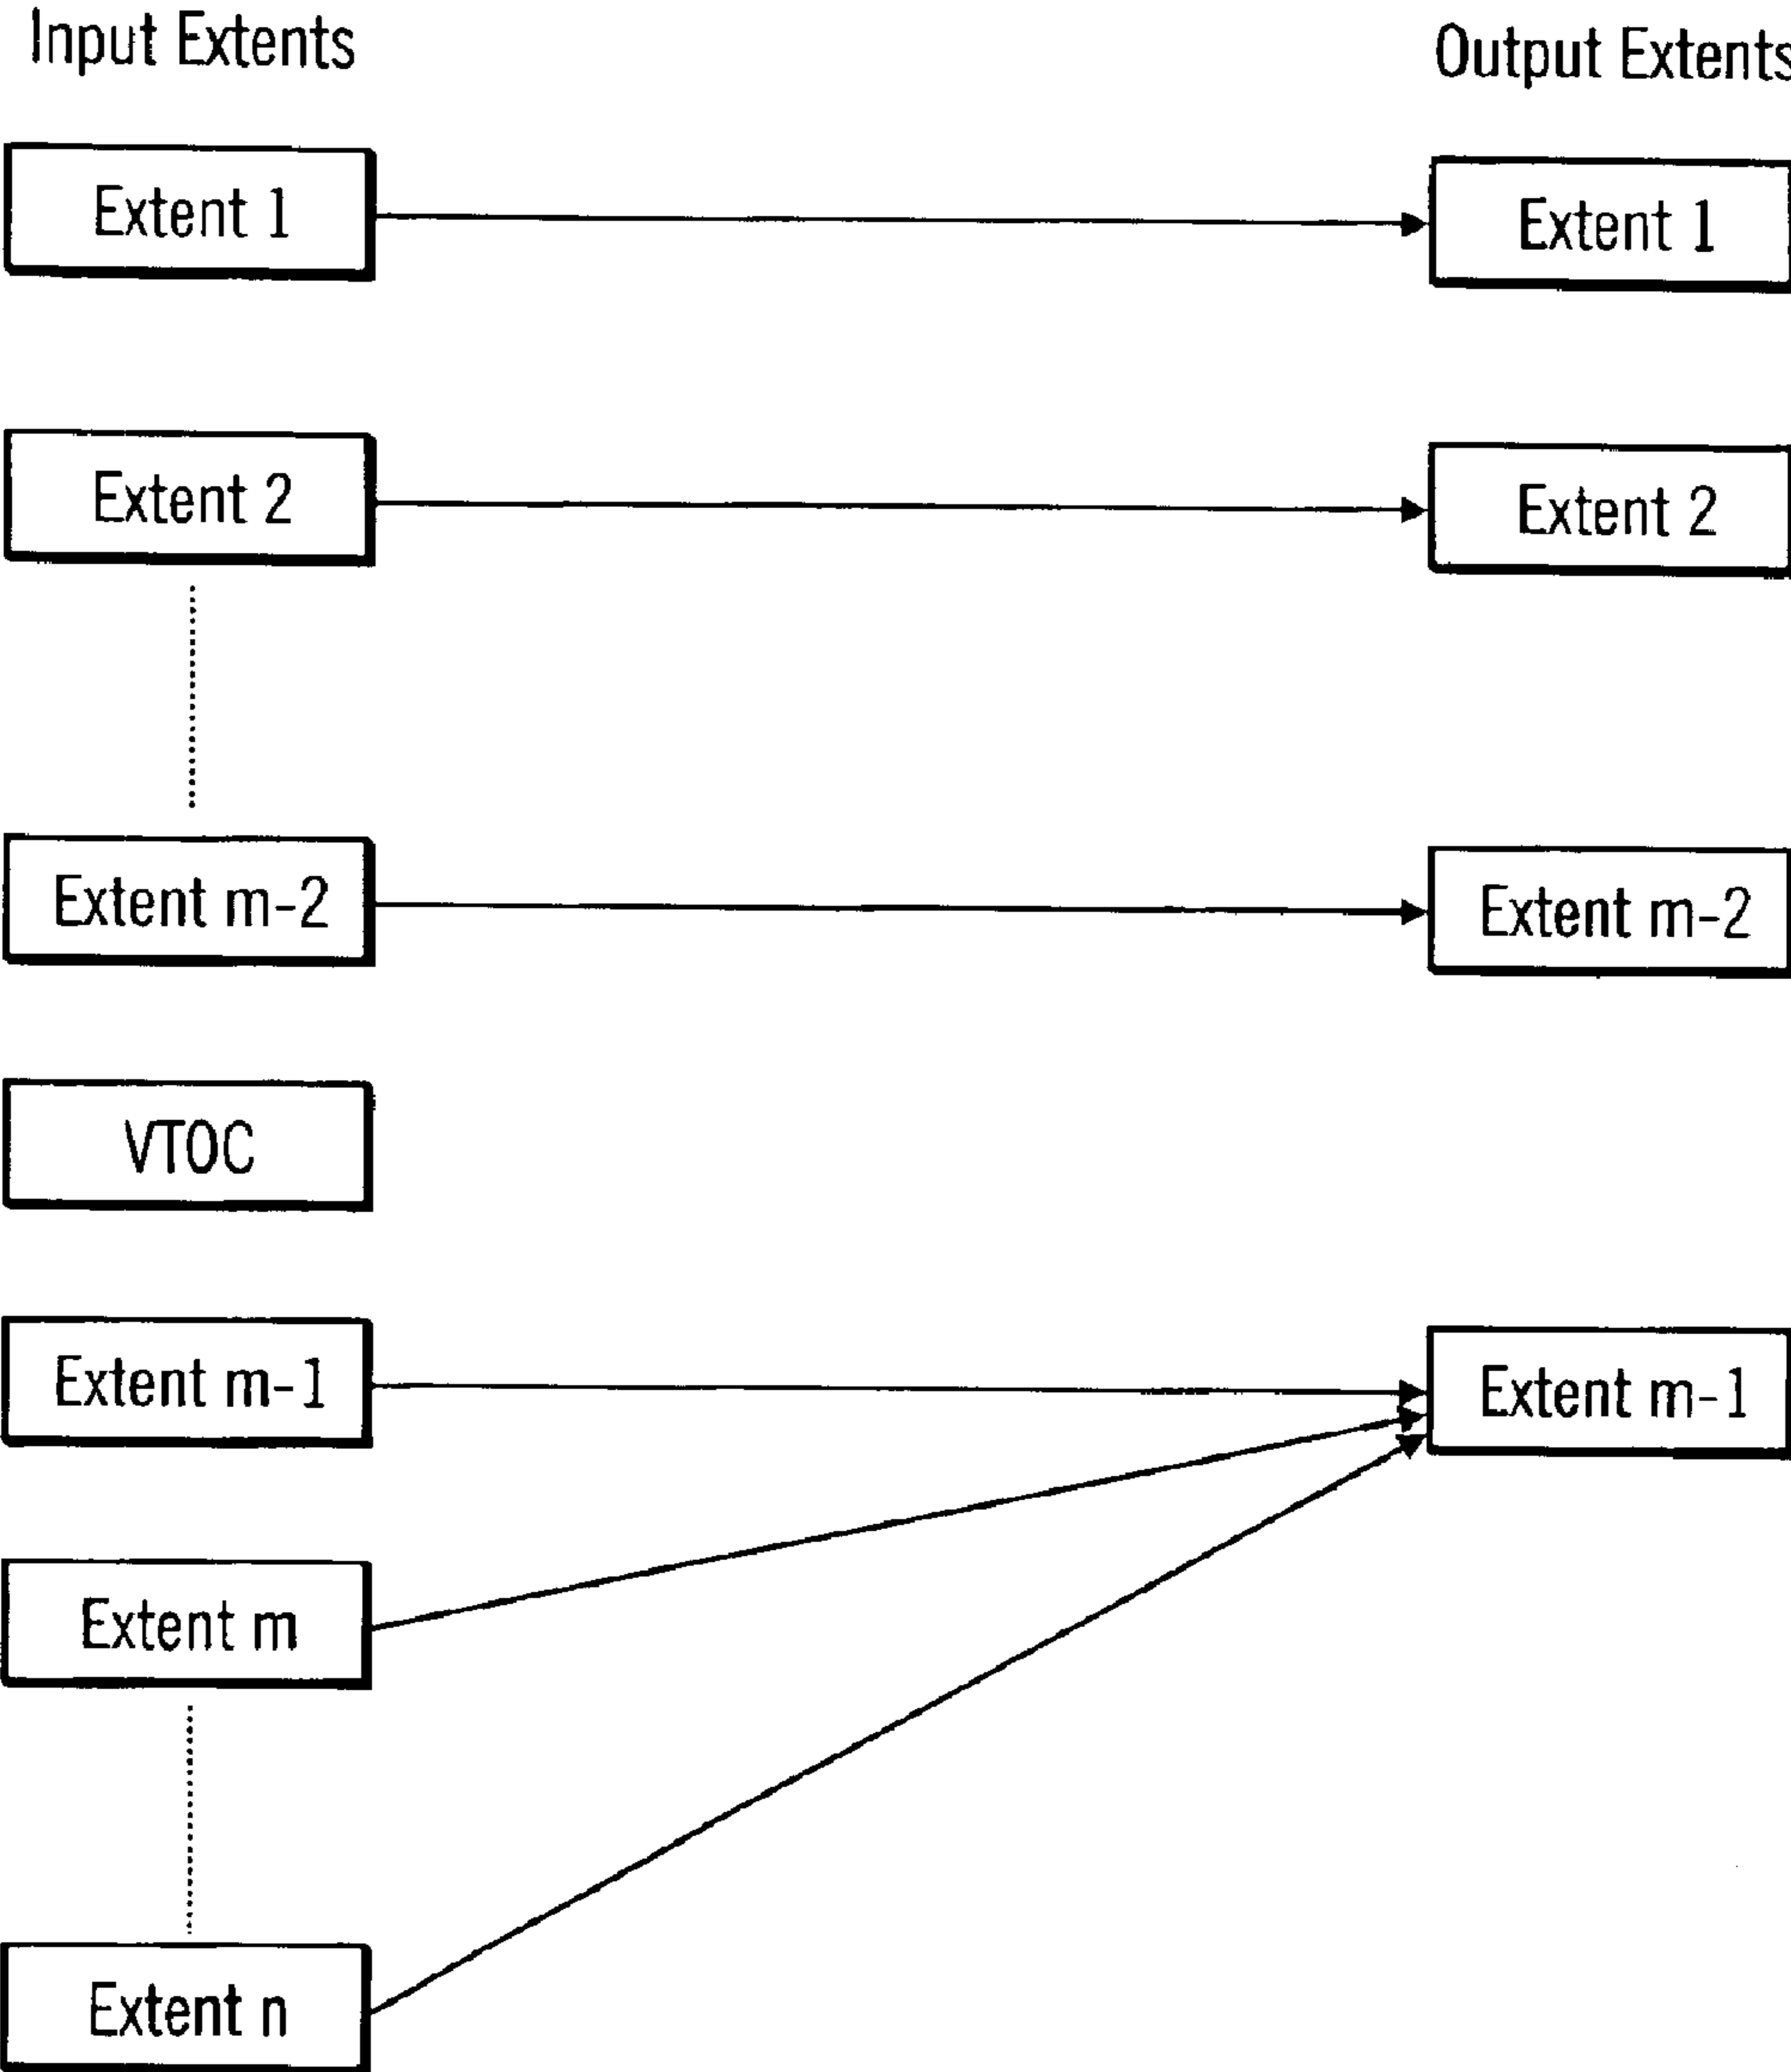 Input Extents
Output Extents
Extent 1
Extent 1
Extent 2
Extent 2
Extent m-2
Extent m-2
VTOC
Extent m-1
Extent m-1
Extent m
Extent n